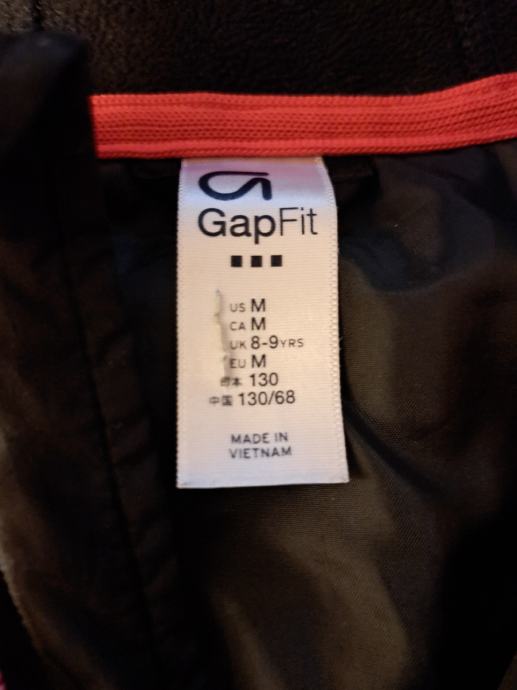 GapFit
US M
CA M
UK 8-9YRS
EU M
日本 130
中国 130/68
MADE IN
VIETNAM